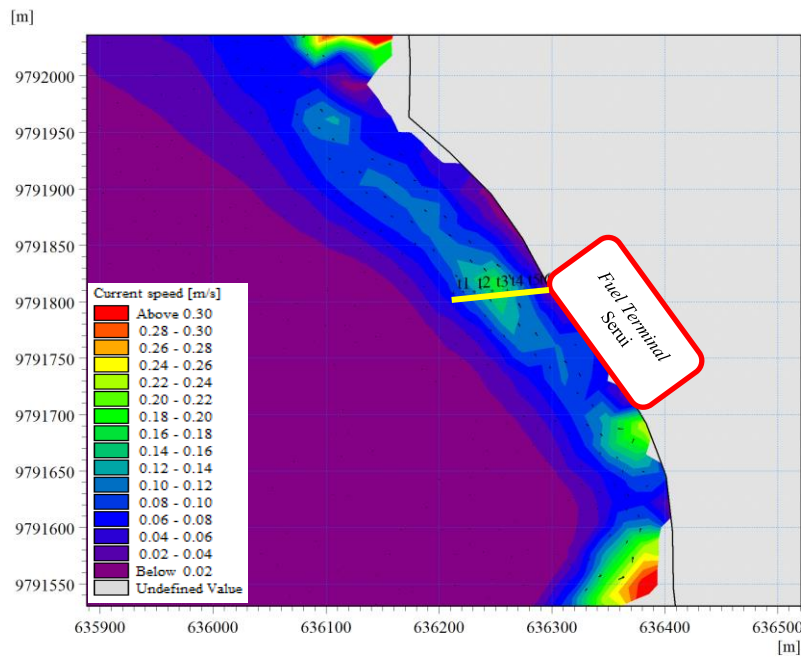 [m]
9792000
9791950
9791900
9791850
9791800
9791750
9791700
9791650
9791600
9791550
t1 t2 t3 t4
Fuel Terminal
Serui
Current speed [m/s]
Above 0.30
0.28 - 0.30
0.26 - 0.28
0.24 - 0.26
0.22 - 0.24
0.20 - 0.22
0.18 - 0.20
0.16 - 0.18
0.14 - 0.16
0.12 - 0.14
0.10 - 0.12
0.08 - 0.10
0.06 - 0.08
0.04 - 0.06
0.02 - 0.04
Below 0.02
Undefined Value
635900 636000 636100 636200 636300 636400 636500
[m]